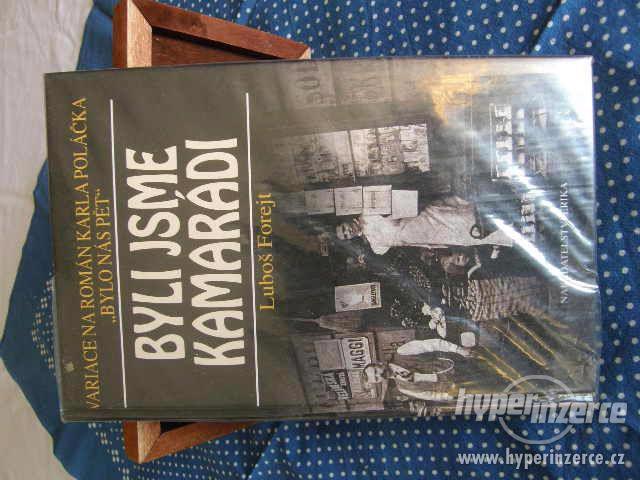 VARIACE NA ROMÁN KARLA POLÁČKA
„BYLO NÁS PĚT“
BYLI JSME
KAMARÁDI
Luboš Forejt
MAGGI
NAKLADATELSTVÍ ERIKA
hyperinzerce
www.hyperinzerce.cz